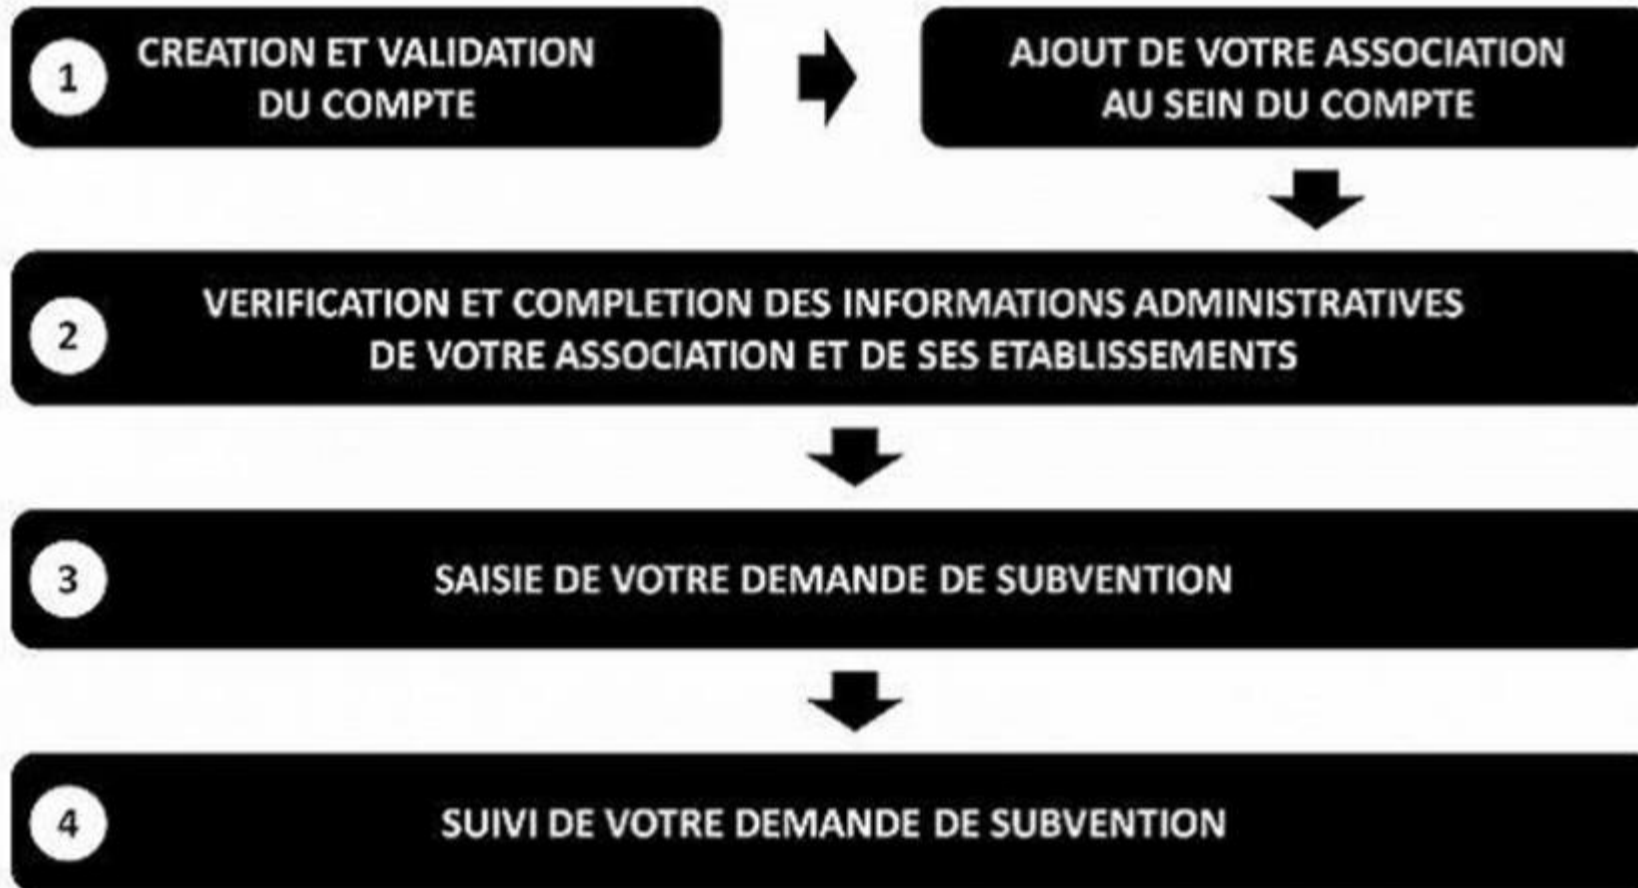 1
CREATION ET VALIDATION
DU COMPTE
AJOUT DE VOTRE ASSOCIATION
AU SEIN DU COMPTE
2
VERIFICATION ET COMPLETION DES INFORMATIONS ADMINISTRATIVES
DE VOTRE ASSOCIATION ET DE SES ETABLISSEMENTS
3
SAISIE DE VOTRE DEMANDE DE SUBVENTION
4
SUIVI DE VOTRE DEMANDE DE SUBVENTION